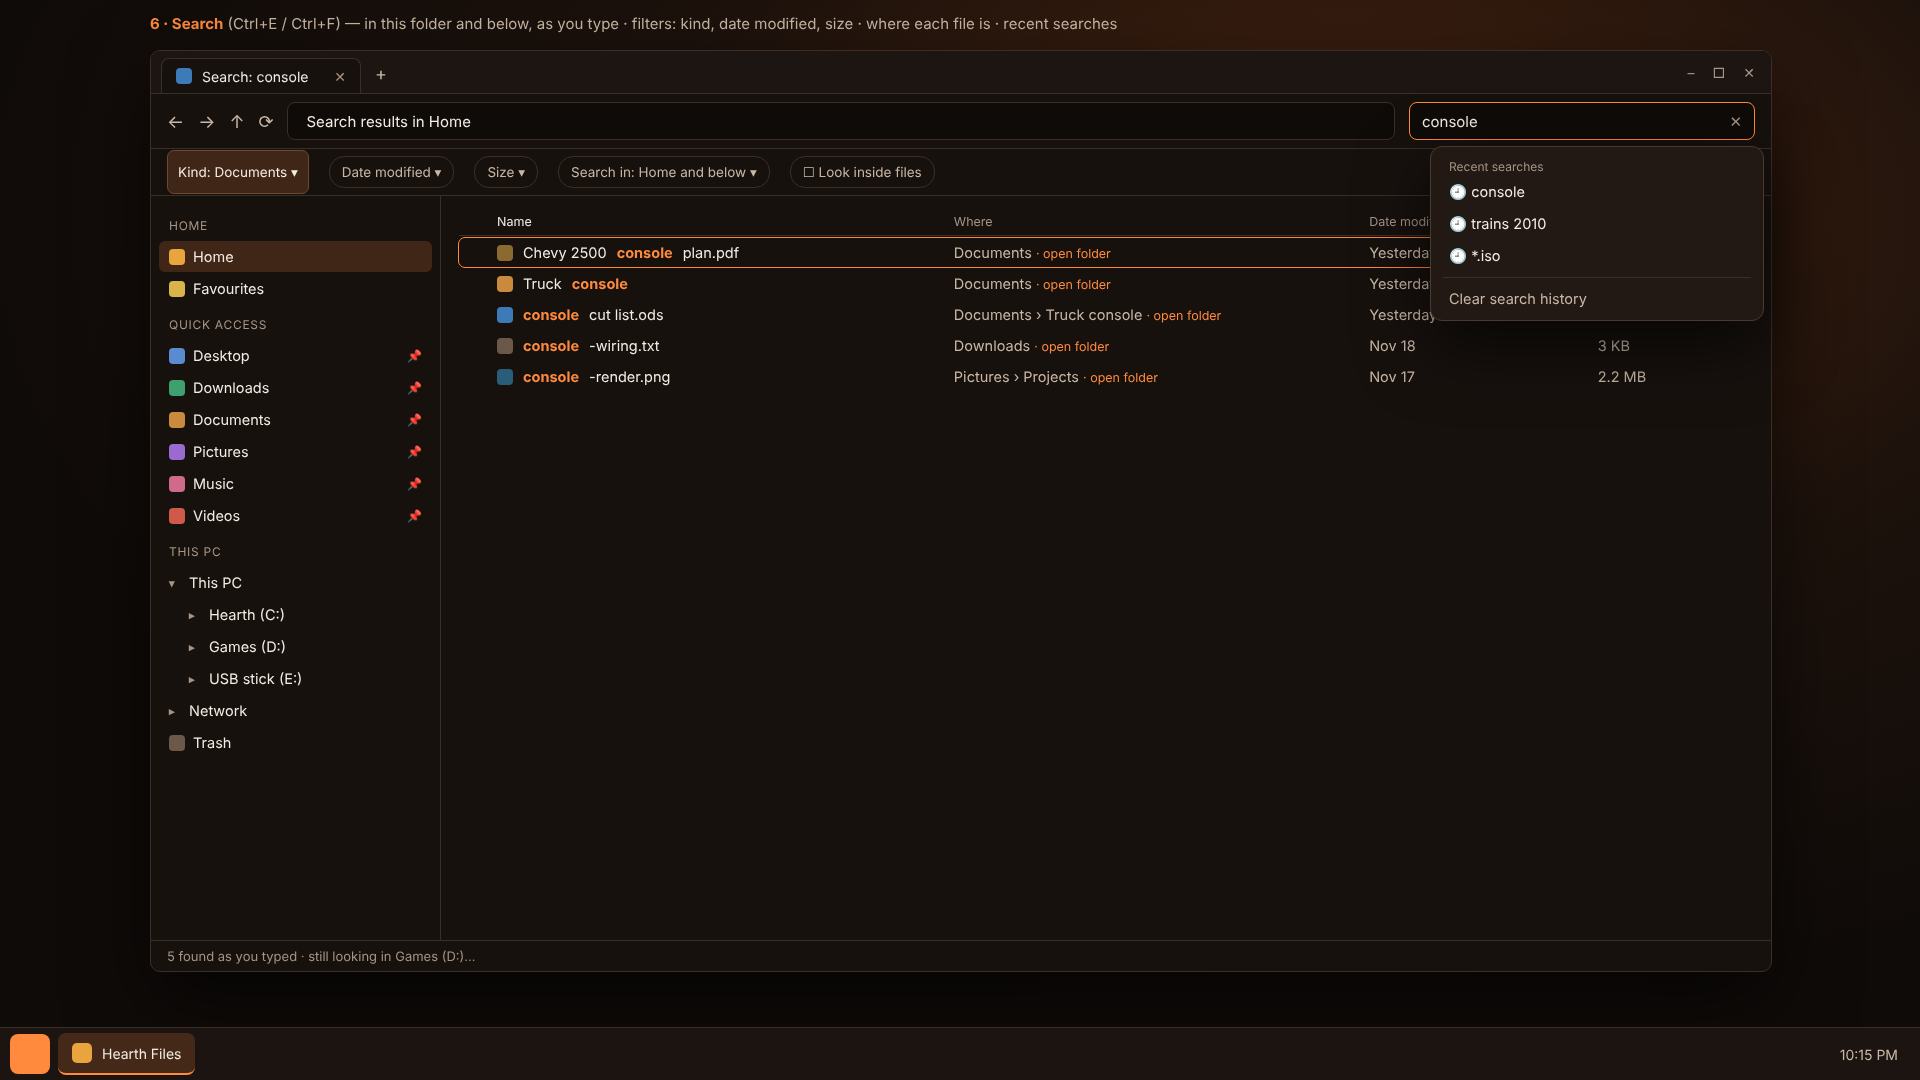 6 · Search (Ctrl+E / Ctrl+F) — in this folder and below, as you type · filters: kind, date modified, size · where each file is · recent searches
Search: console ✕ +
Search results in Home
console ✕
Kind: Documents ▾ Date modified ▾ Size ▾ Search in: Home and below ▾ ☐ Look inside files
Recent searches
console
trains 2010
*.iso
Clear search history
HOME
Home
Favourites
QUICK ACCESS
Desktop
Downloads
Documents
Pictures
Music
Videos
THIS PC
▾ This PC
▸ Hearth (C:)
▸ Games (D:)
▸ USB stick (E:)
▸ Network
Trash
Name Where Date modi
Chevy 2500 console plan.pdf Documents · open folder Yesterda
Truck console Documents · open folder Yesterda
console cut list.ods Documents › Truck console · open folder Yesterday
console -wiring.txt Downloads · open folder Nov 18 3 KB
console -render.png Pictures › Projects · open folder Nov 17 2.2 MB
5 found as you typed · still looking in Games (D:)…
Hearth Files
10:15 PM